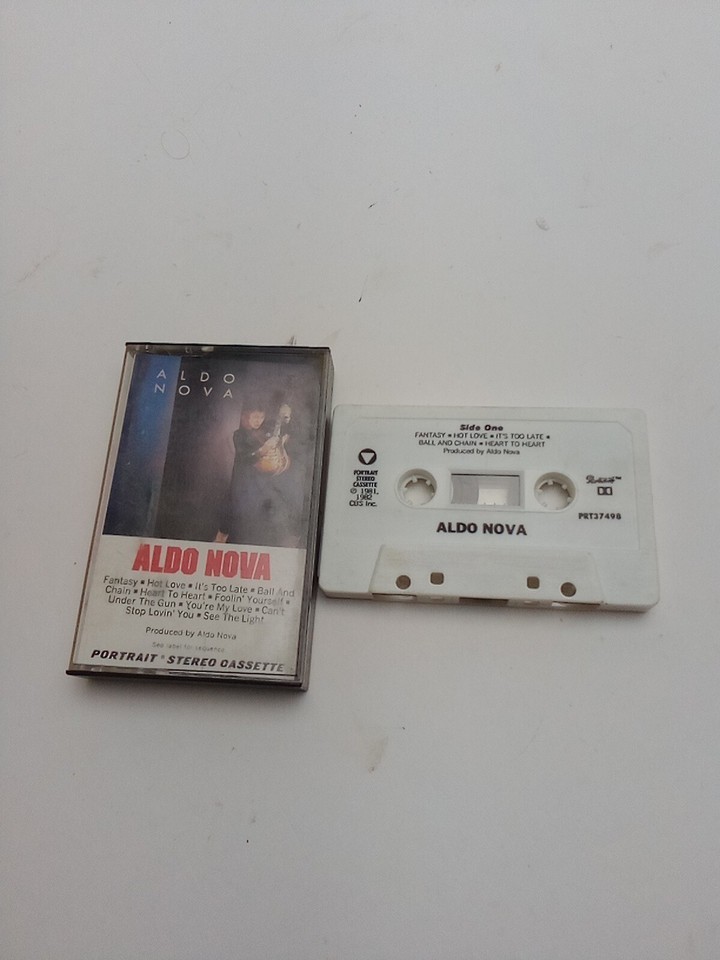 ALDO
NOVA
ALDO NOVA
Fantasy ▪ Hot Love ▪ It's Too Late ▪ Ball And
Chain ▪ Heart To Heart ▪ Foolin' Yourself ▪
Under The Gun ▪ You're My Love ▪ Can't
Stop Lovin' You ▪ See The Light
Produced by Aldo Nova
See label for sequence
PORTRAIT STEREO CASSETTE
Side One
FANTASY ▪ HOT LOVE ▪ IT'S TOO LATE ▪
BALL AND CHAIN ▪ HEART TO HEART
Produced by Aldo Nova
PORTRAIT
STEREO
CASSETTE
© 1981,
1982
CBS Inc.
PRT37498
ALDO NOVA